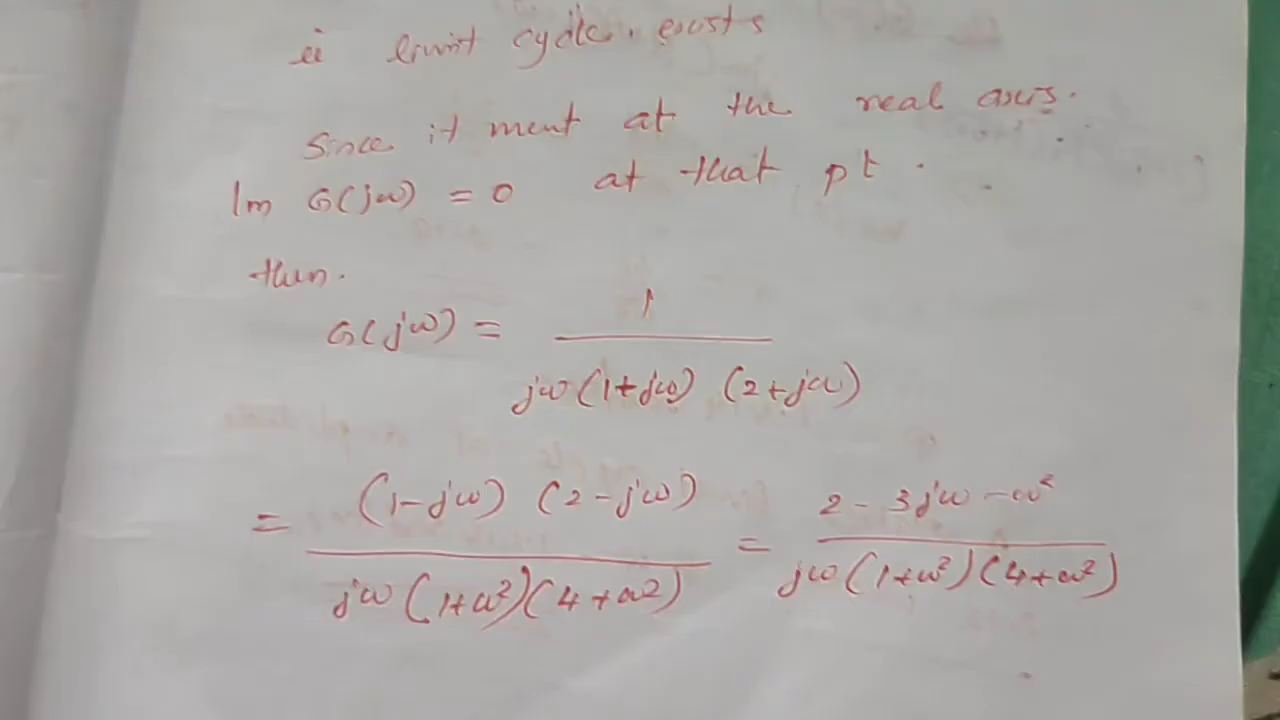 ii limit cycle. exists
Since it ment at the real axis.
Im G(jω) = 0 at that pt.
then.
G(jω) = 1 / jω(1+jω) (2+jω)
= (1-jω) (2-jω) / jω(1+ω²)(4+ω²) = 2 - 3jω - ω² / jω(1+ω²)(4+ω²)